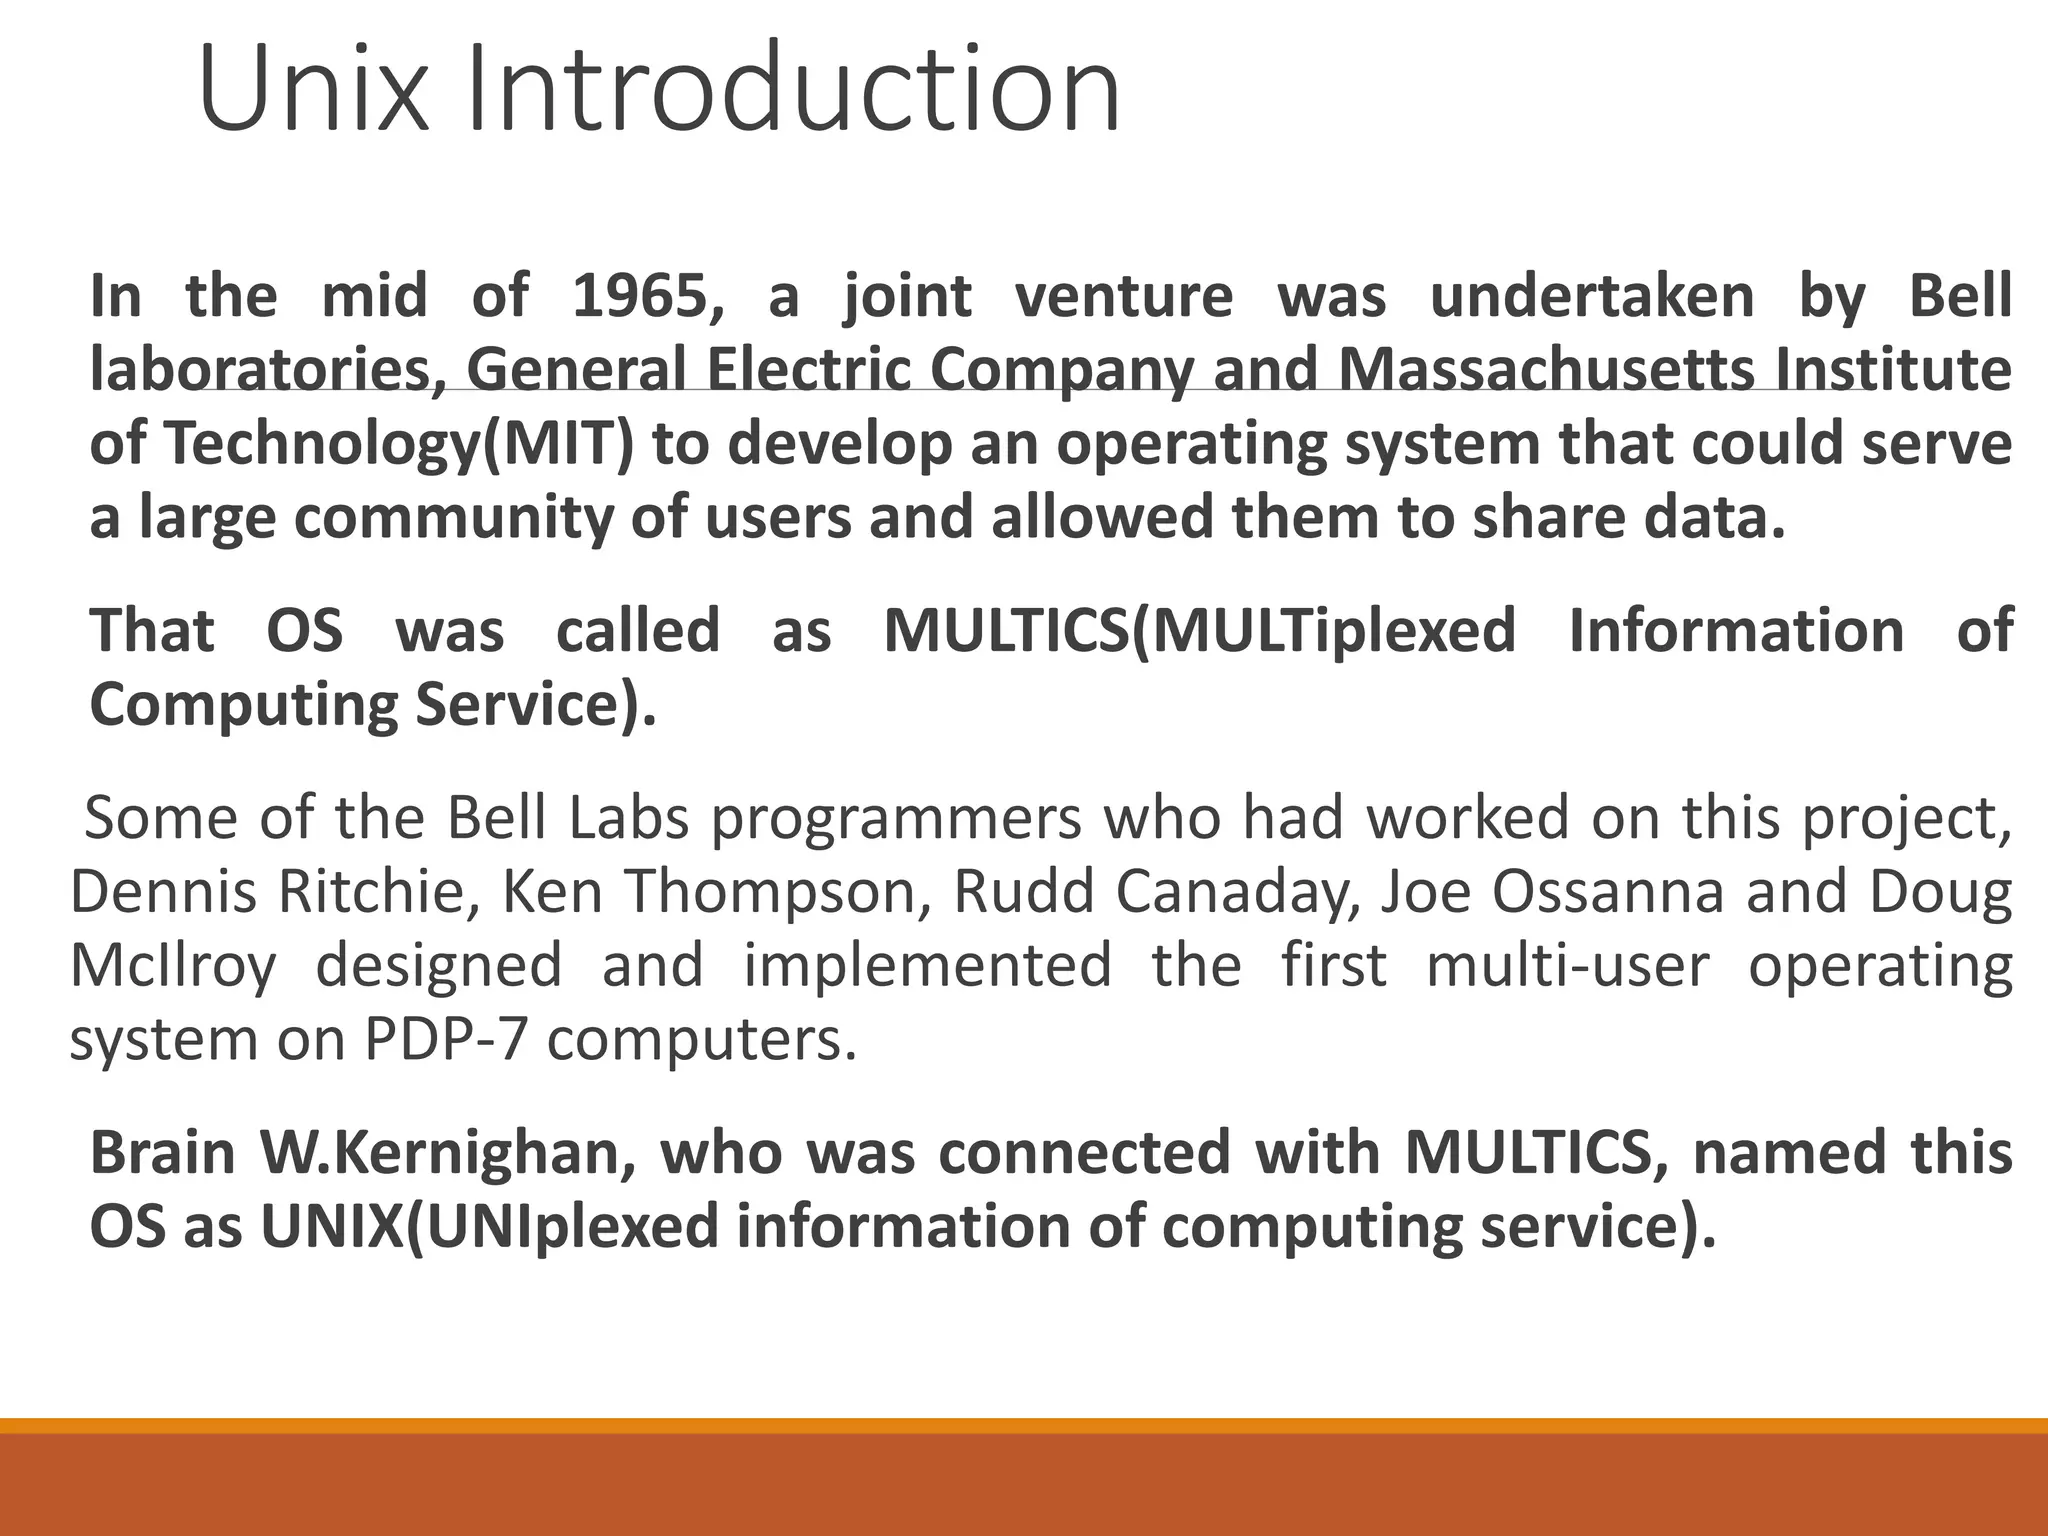 Unix Introduction
In the mid of 1965, a joint venture was undertaken by Bell
laboratories, General Electric Company and Massachusetts Institute
of Technology(MIT) to develop an operating system that could serve
a large community of users and allowed them to share data.
That OS was called as MULTICS(MULTiplexed Information of
Computing Service).
Some of the Bell Labs programmers who had worked on this project,
Dennis Ritchie, Ken Thompson, Rudd Canaday, Joe Ossanna and Doug
McIlroy designed and implemented the first multi-user operating
system on PDP-7 computers.
Brain W.Kernighan, who was connected with MULTICS, named this
OS as UNIX(UNIplexed information of computing service).